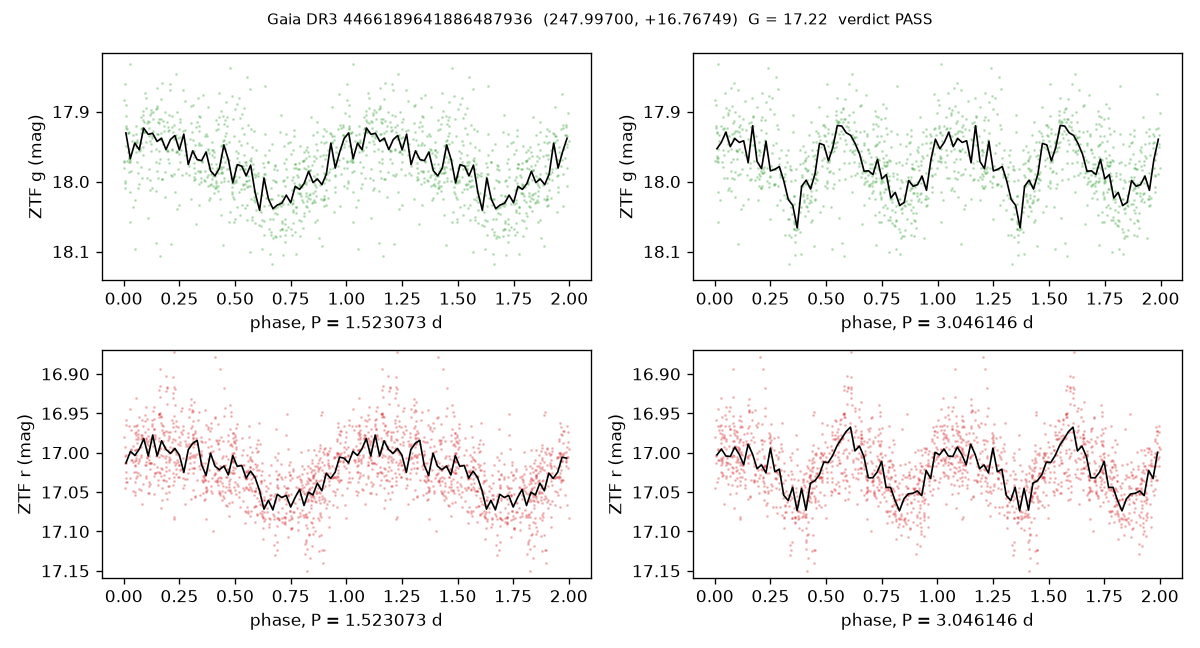 Gaia DR3 4466189641886487936  (247.99700, +16.76749)  G = 17.22  verdict PASS
ZTF g (mag)
17.9
18.0
18.1
0.00 0.25 0.50 0.75 1.00 1.25 1.50 1.75 2.00
phase, P = 1.523073 d
ZTF g (mag)
17.9
18.0
18.1
0.00 0.25 0.50 0.75 1.00 1.25 1.50 1.75 2.00
phase, P = 3.046146 d
ZTF r (mag)
16.90
16.95
17.00
17.05
17.10
17.15
0.00 0.25 0.50 0.75 1.00 1.25 1.50 1.75 2.00
phase, P = 1.523073 d
ZTF r (mag)
16.90
16.95
17.00
17.05
17.10
17.15
0.00 0.25 0.50 0.75 1.00 1.25 1.50 1.75 2.00
phase, P = 3.046146 d